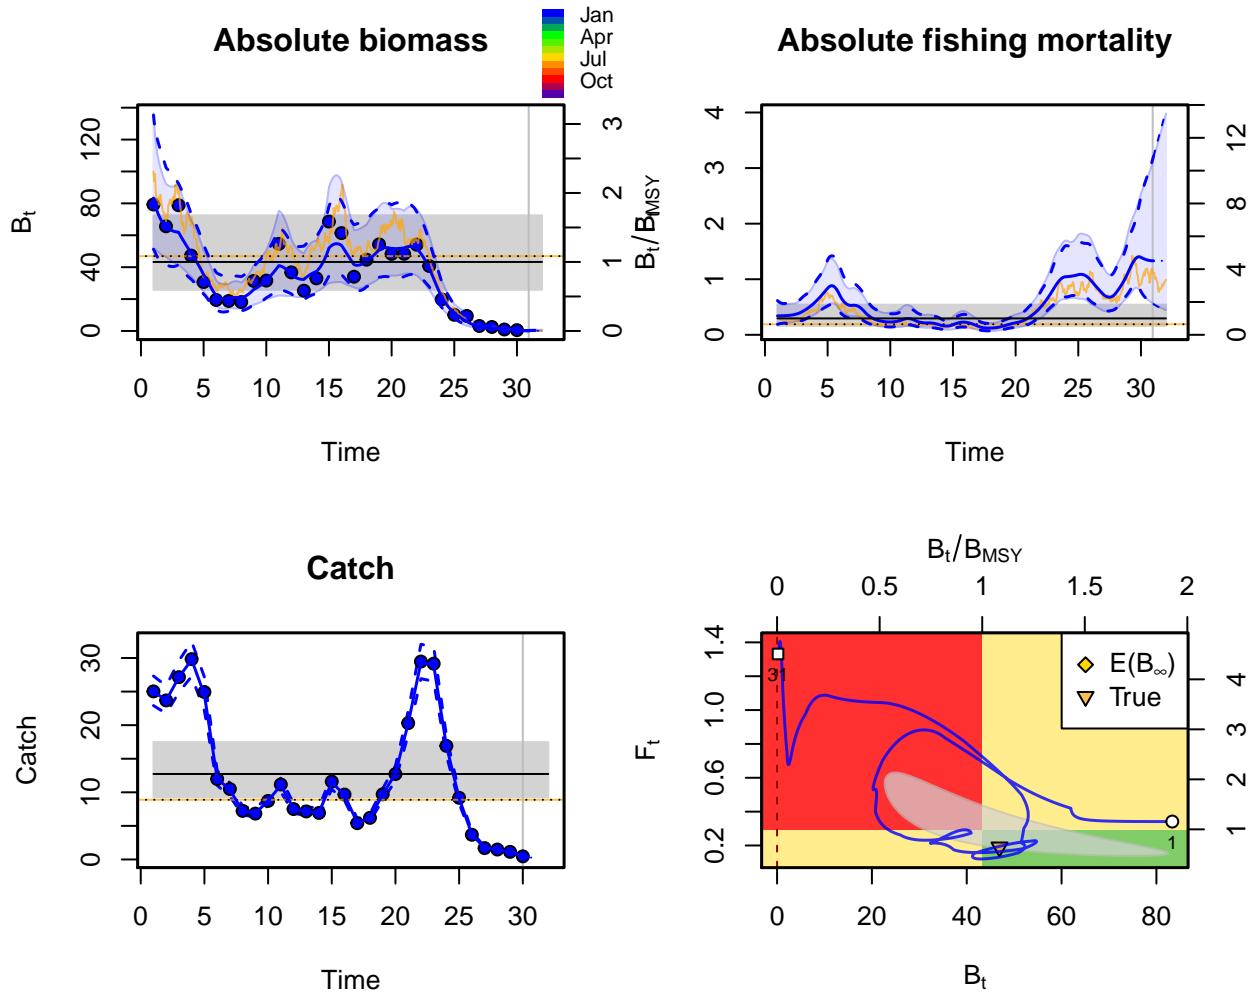 Absolute biomass
Jan
Apr
Jul
Oct
Absolute fishing mortality
0 40 80 120
Bt
0 1 2 3
Bt/BMSY
0 5 10 15 20 25 30
Time
0 1 2 3 4
0 4 8 12
0 5 10 15 20 25 30
Time
Catch
0 10 20 30
Catch
0 5 10 15 20 25 30
Time
Bt/BMSY
0 0.5 1 1.5 2
0.2 0.6 1.0 1.4
Ft
1 2 3 4
E(B∞)
True
31
1
0 20 40 60 80
Bt